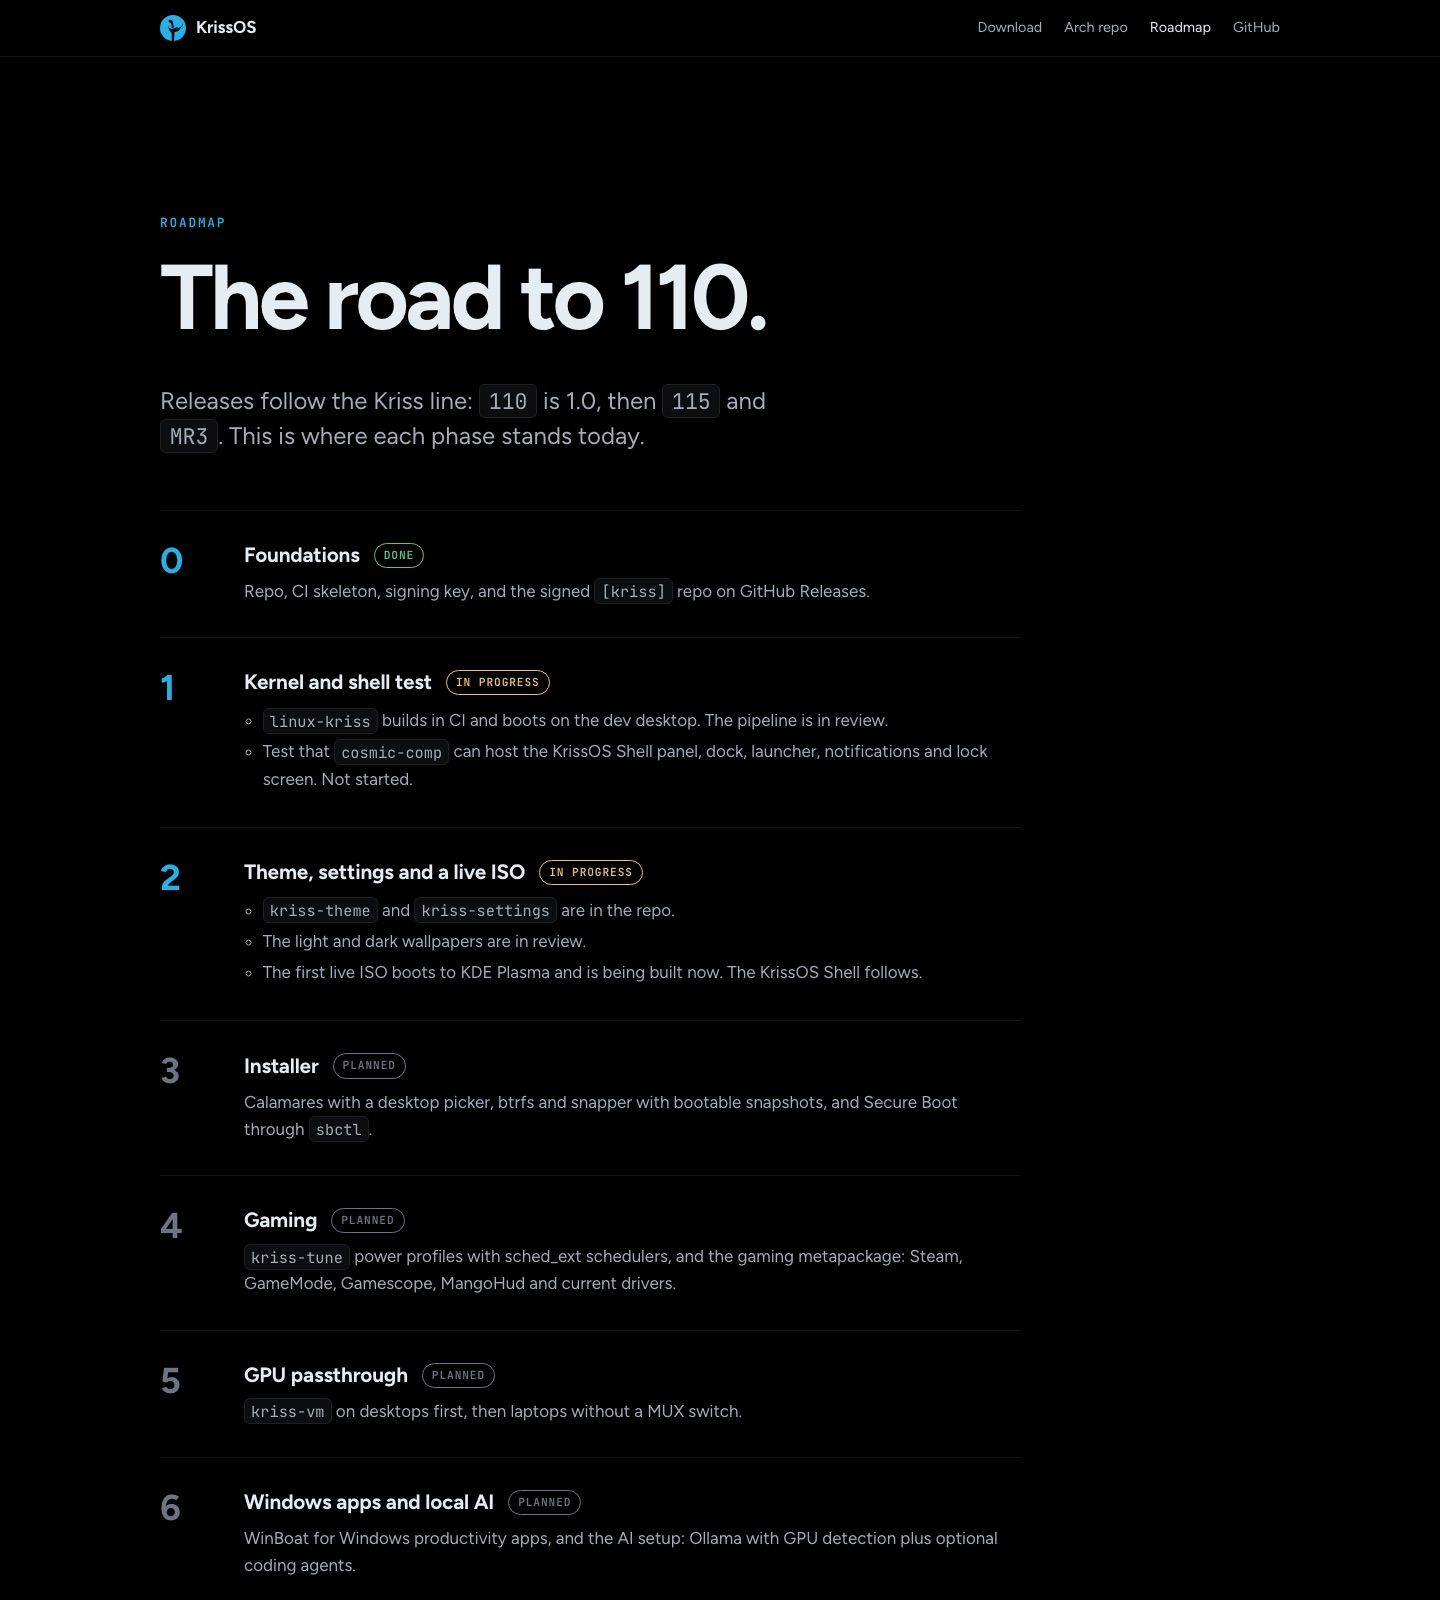 KrissOS
Download Arch repo Roadmap GitHub
ROADMAP
The road to 110.
Releases follow the Kriss line: 110 is 1.0, then 115 and
MR3. This is where each phase stands today.
0 Foundations DONE
Repo, CI skeleton, signing key, and the signed [kriss] repo on GitHub Releases.
1 Kernel and shell test IN PROGRESS
linux-kriss builds in CI and boots on the dev desktop. The pipeline is in review.
Test that cosmic-comp can host the KrissOS Shell panel, dock, launcher, notifications and lock
screen. Not started.
2 Theme, settings and a live ISO IN PROGRESS
kriss-theme and kriss-settings are in the repo.
The light and dark wallpapers are in review.
The first live ISO boots to KDE Plasma and is being built now. The KrissOS Shell follows.
3 Installer PLANNED
Calamares with a desktop picker, btrfs and snapper with bootable snapshots, and Secure Boot
through sbctl.
4 Gaming PLANNED
kriss-tune power profiles with sched_ext schedulers, and the gaming metapackage: Steam,
GameMode, Gamescope, MangoHud and current drivers.
5 GPU passthrough PLANNED
kriss-vm on desktops first, then laptops without a MUX switch.
6 Windows apps and local AI PLANNED
WinBoat for Windows productivity apps, and the AI setup: Ollama with GPU detection plus optional
coding agents.